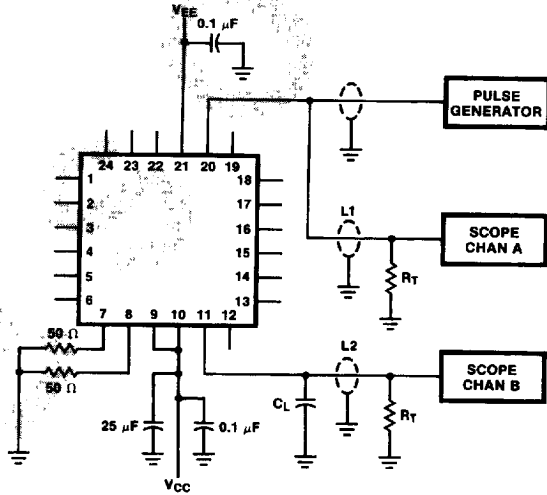 VEE
0.1 µF
PULSE
GENERATOR
24 23 22 21 20 19
1
2
3
4
5
6
18
17
16
15
14
13
7 8 9 10 11 12
L1
SCOPE
CHAN A
RT
50 Ω
50 Ω
L2
SCOPE
CHAN B
CL
RT
25 µF
0.1 µF
VCC